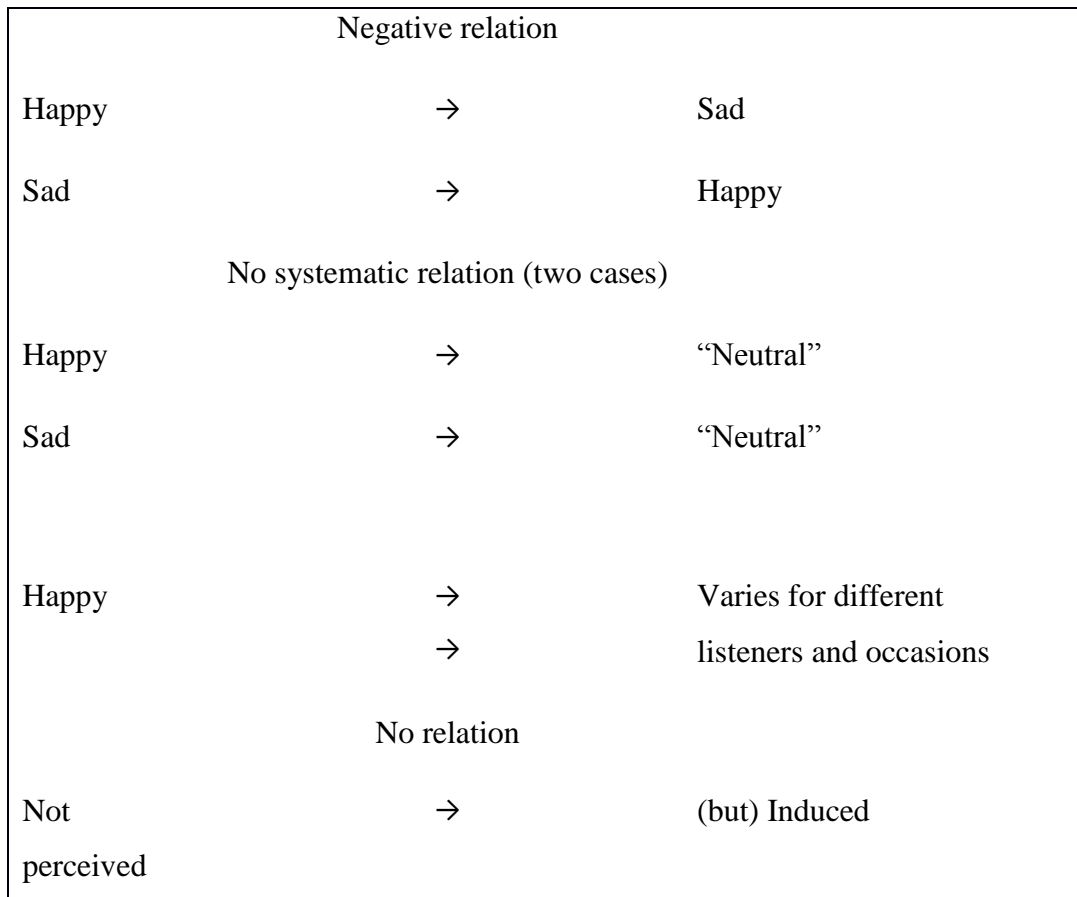 Negative relation
Happy → Sad
Sad → Happy
No systematic relation (two cases)
Happy → “Neutral”
Sad → “Neutral”
Happy → Varies for different
→ listeners and occasions
No relation
Not → (but) Induced
perceived